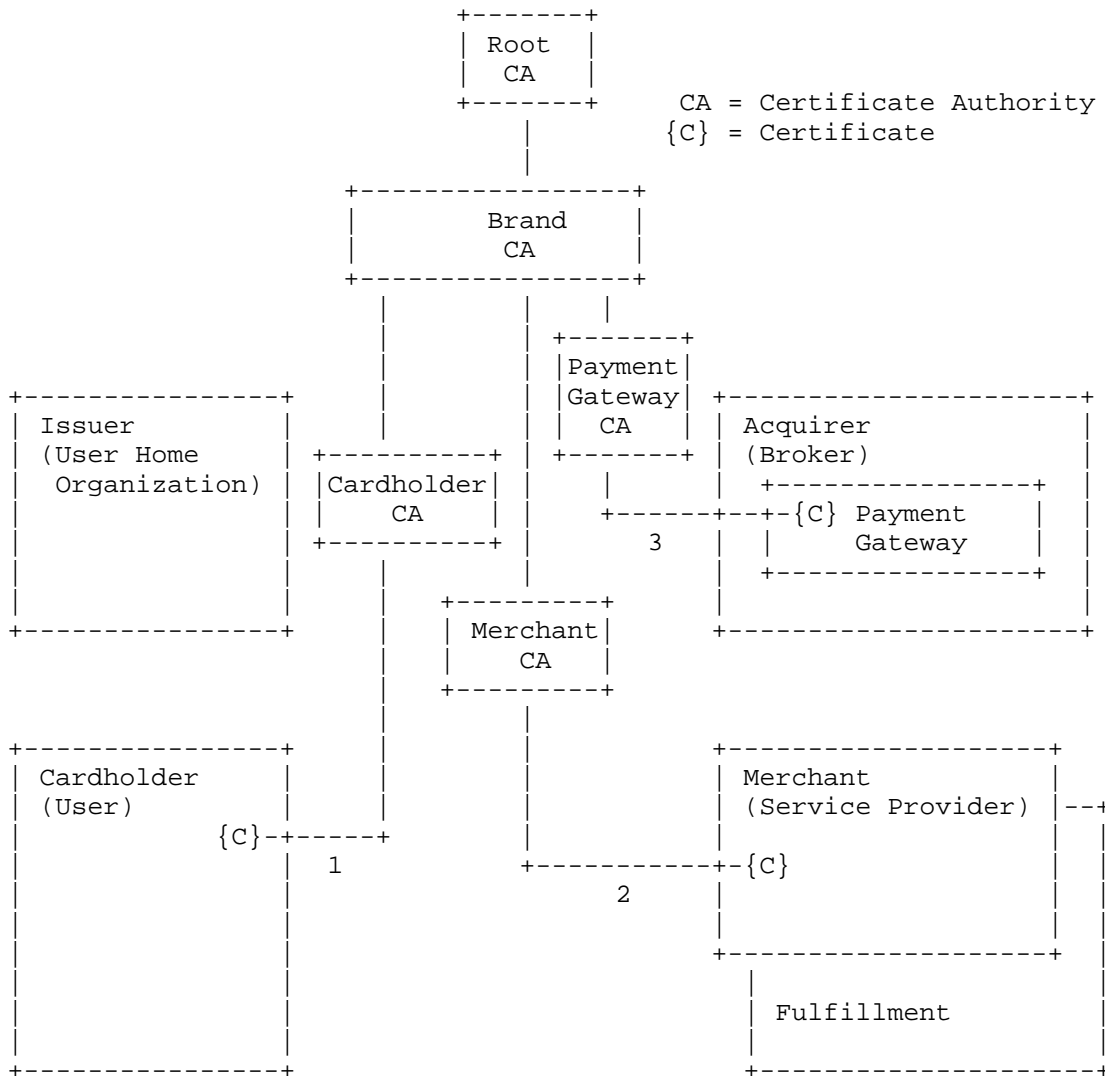 Root
CA
CA = Certificate Authority
{C} = Certificate
Brand
CA
Payment
Gateway
CA
Issuer
(User Home
Organization)
Acquirer
(Broker)
Cardholder
CA
{C} Payment
Gateway
3
Merchant
CA
Cardholder
(User)
{C}
1
Merchant
(Service Provider)
{C}
2
Fulfillment